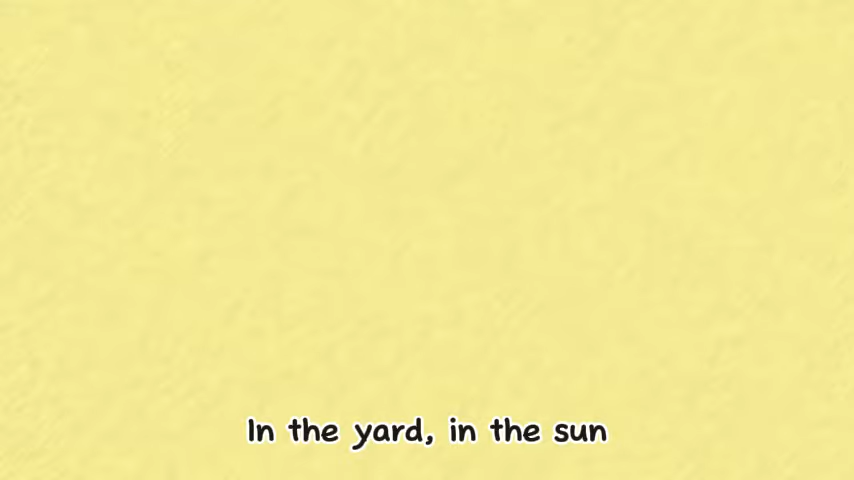 In the yard, in the sun